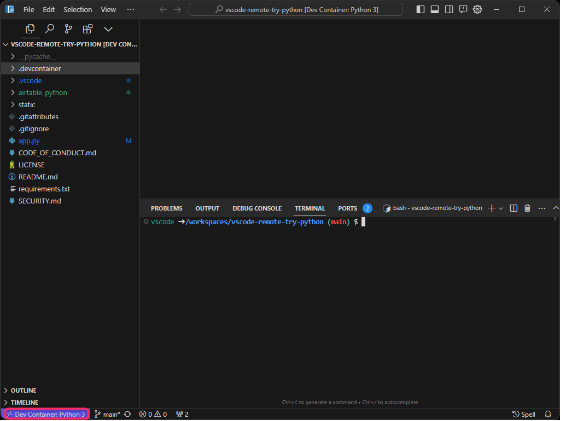 File Edit Selection View ···
vscode-remote-try-python [Dev Container: Python 3]
VSCODE-REMOTE-TRY-PYTHON [DEV CON...
__pycache__
.devcontainer
.vscode
airtable_python
static
.gitattributes
.gitignore
app.py M
CODE_OF_CONDUCT.md
LICENSE
README.md
requirements.txt
SECURITY.md
PROBLEMS OUTPUT DEBUG CONSOLE TERMINAL PORTS 2 bash - vscode-remote-try-python
vscode →/workspaces/vscode-remote-try-python (main) $
Ctrl+K to generate a command • Ctrl+/ to autocomplete
OUTLINE
TIMELINE
Dev Container: Python 3 main* 0 0 2 Spell